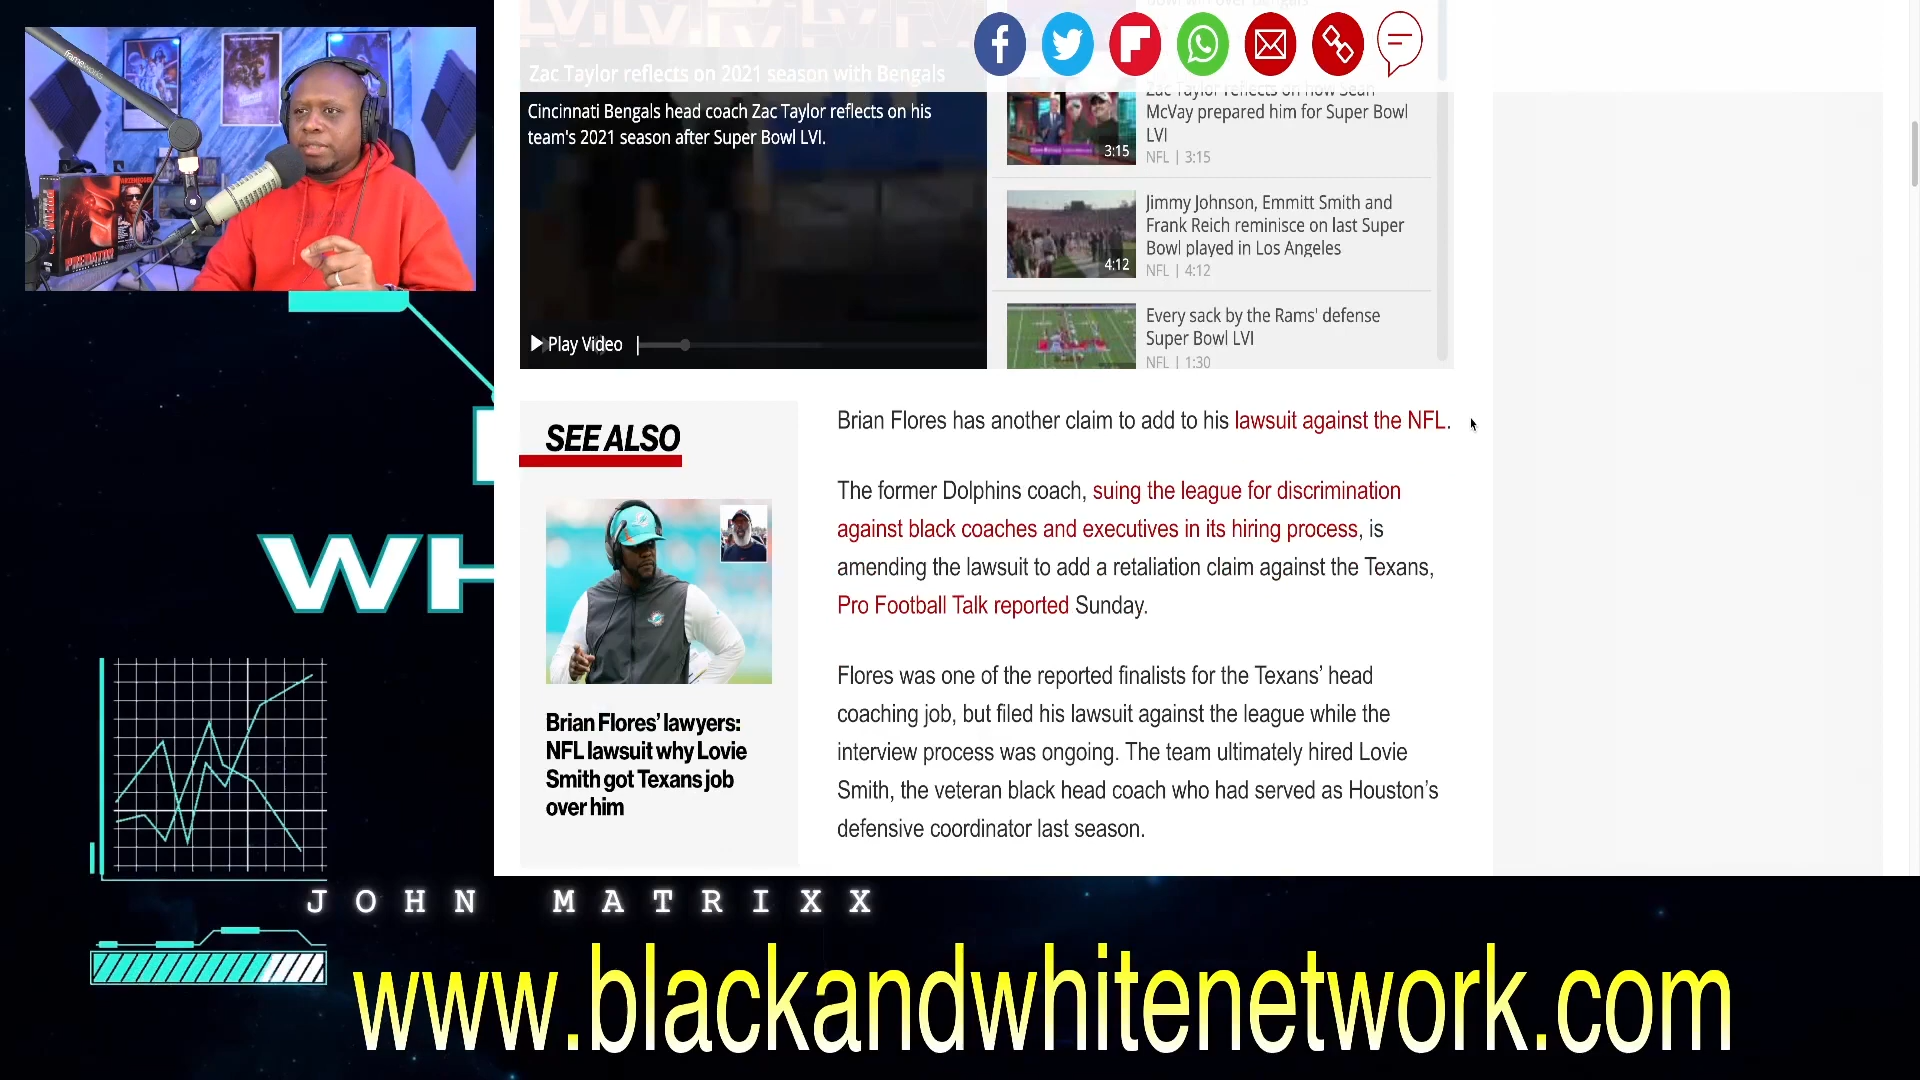 Zac Taylor reflects on 2021 season with Bengals
Cincinnati Bengals head coach Zac Taylor reflects on his
team's 2021 season after Super Bowl LVI.
Play Video
Zac Taylor reflects on how Sean
McVay prepared him for Super Bowl
LVI
3:15
NFL | 3:15
Jimmy Johnson, Emmitt Smith and
Frank Reich reminisce on last Super
Bowl played in Los Angeles
4:12
NFL | 4:12
Every sack by the Rams' defense
Super Bowl LVI
NFL | 1:30
SEE ALSO
Brian Flores’ lawyers:
NFL lawsuit why Lovie
Smith got Texans job
over him
Brian Flores has another claim to add to his lawsuit against the NFL.
The former Dolphins coach, suing the league for discrimination
against black coaches and executives in its hiring process, is
amending the lawsuit to add a retaliation claim against the Texans,
Pro Football Talk reported Sunday.
Flores was one of the reported finalists for the Texans’ head
coaching job, but filed his lawsuit against the league while the
interview process was ongoing. The team ultimately hired Lovie
Smith, the veteran black head coach who had served as Houston’s
defensive coordinator last season.
PREDATOR
WH
JOHN MATRIXX
www.blackandwhitenetwork.com